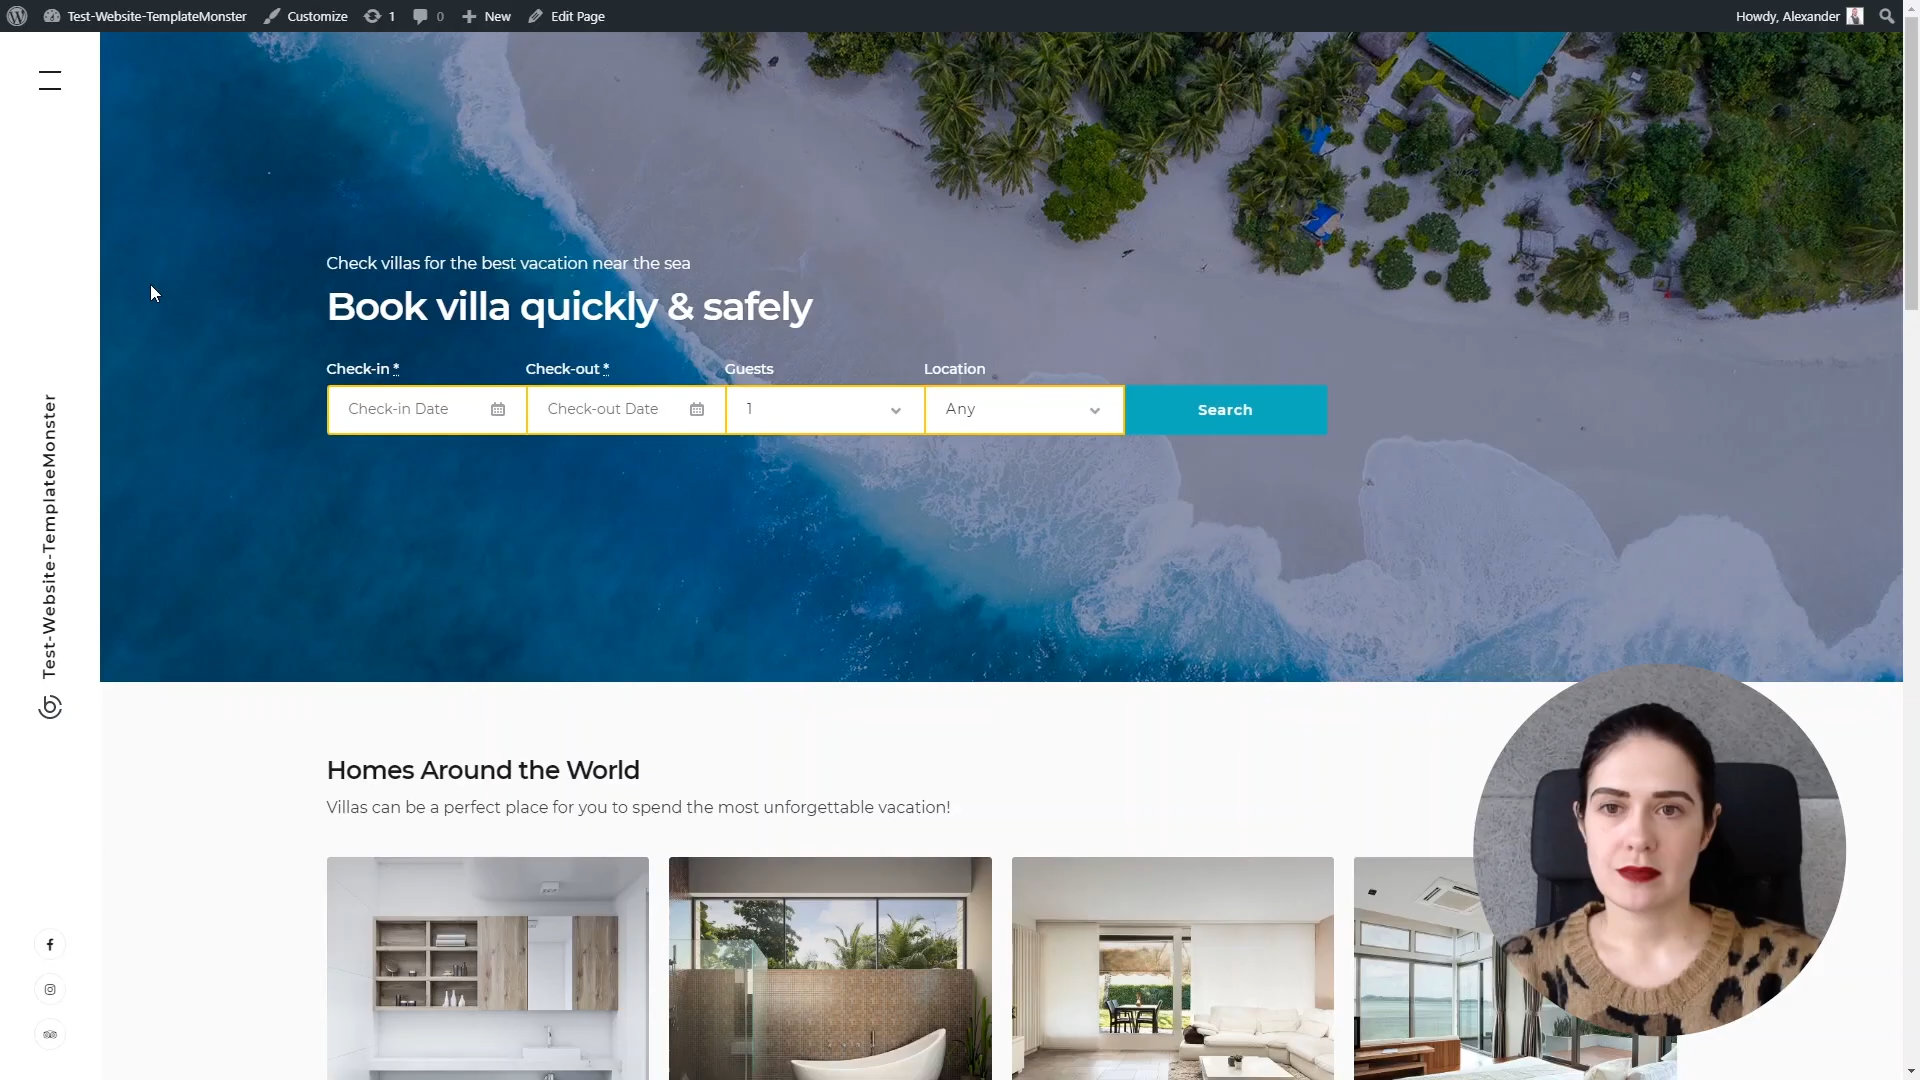 Test-Website-TemplateMonster
Customize
1
0
New
Edit Page
Howdy, Alexander
Check villas for the best vacation near the sea
Book villa quickly & safely
Check-in *
Check-out *
Guests
Location
Check-in Date
Check-out Date
1
Any
Search
Test-Website-TemplateMonster
Homes Around the World
Villas can be a perfect place for you to spend the most unforgettable vacation!